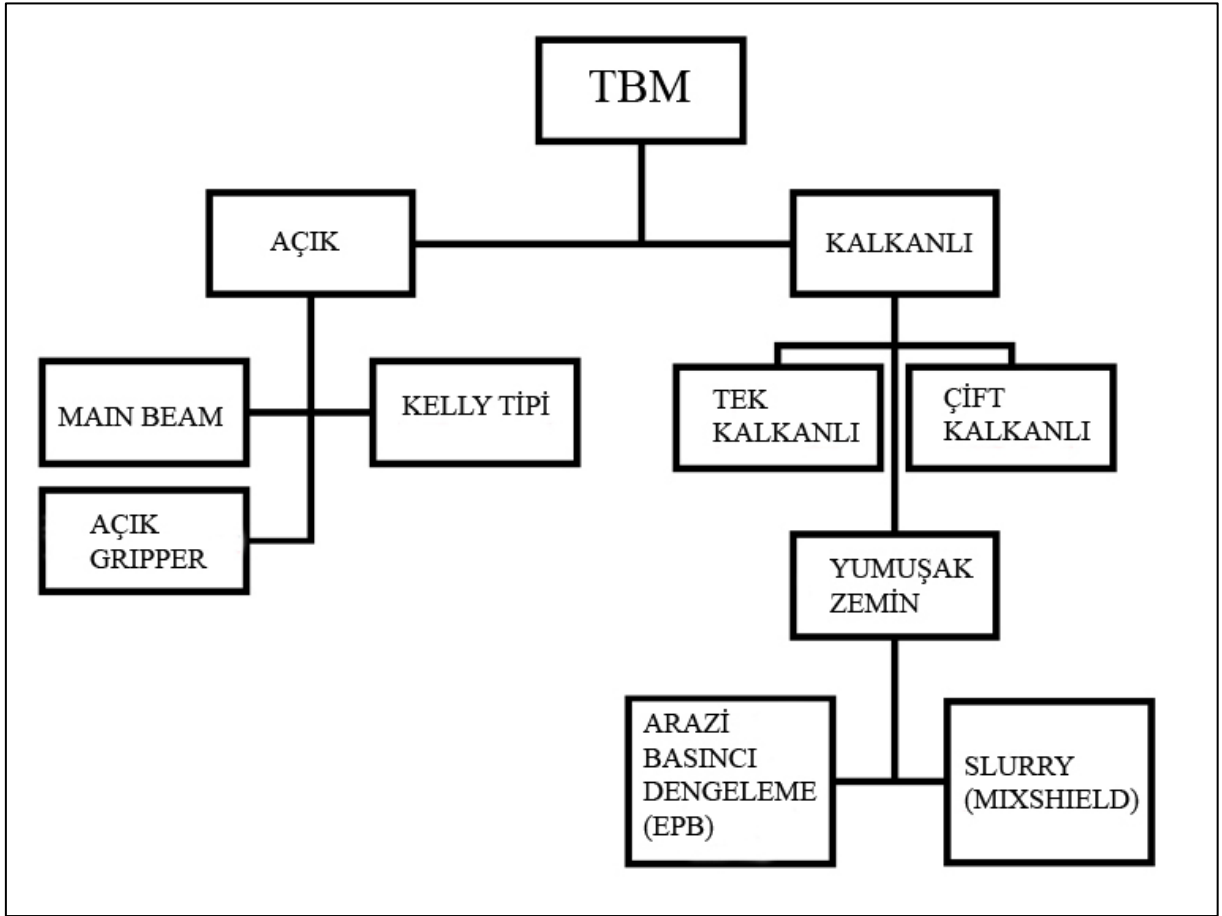 TBM
AÇIK
KALKANLI
MAIN BEAM
KELLY TİPİ
TEK
KALKANLI
ÇİFT
KALKANLI
AÇIK
GRIPPER
YUMUŞAK
ZEMİN
ARAZİ
BASINCI
DENGELEME
(EPB)
SLURRY
(MIXSHIELD)